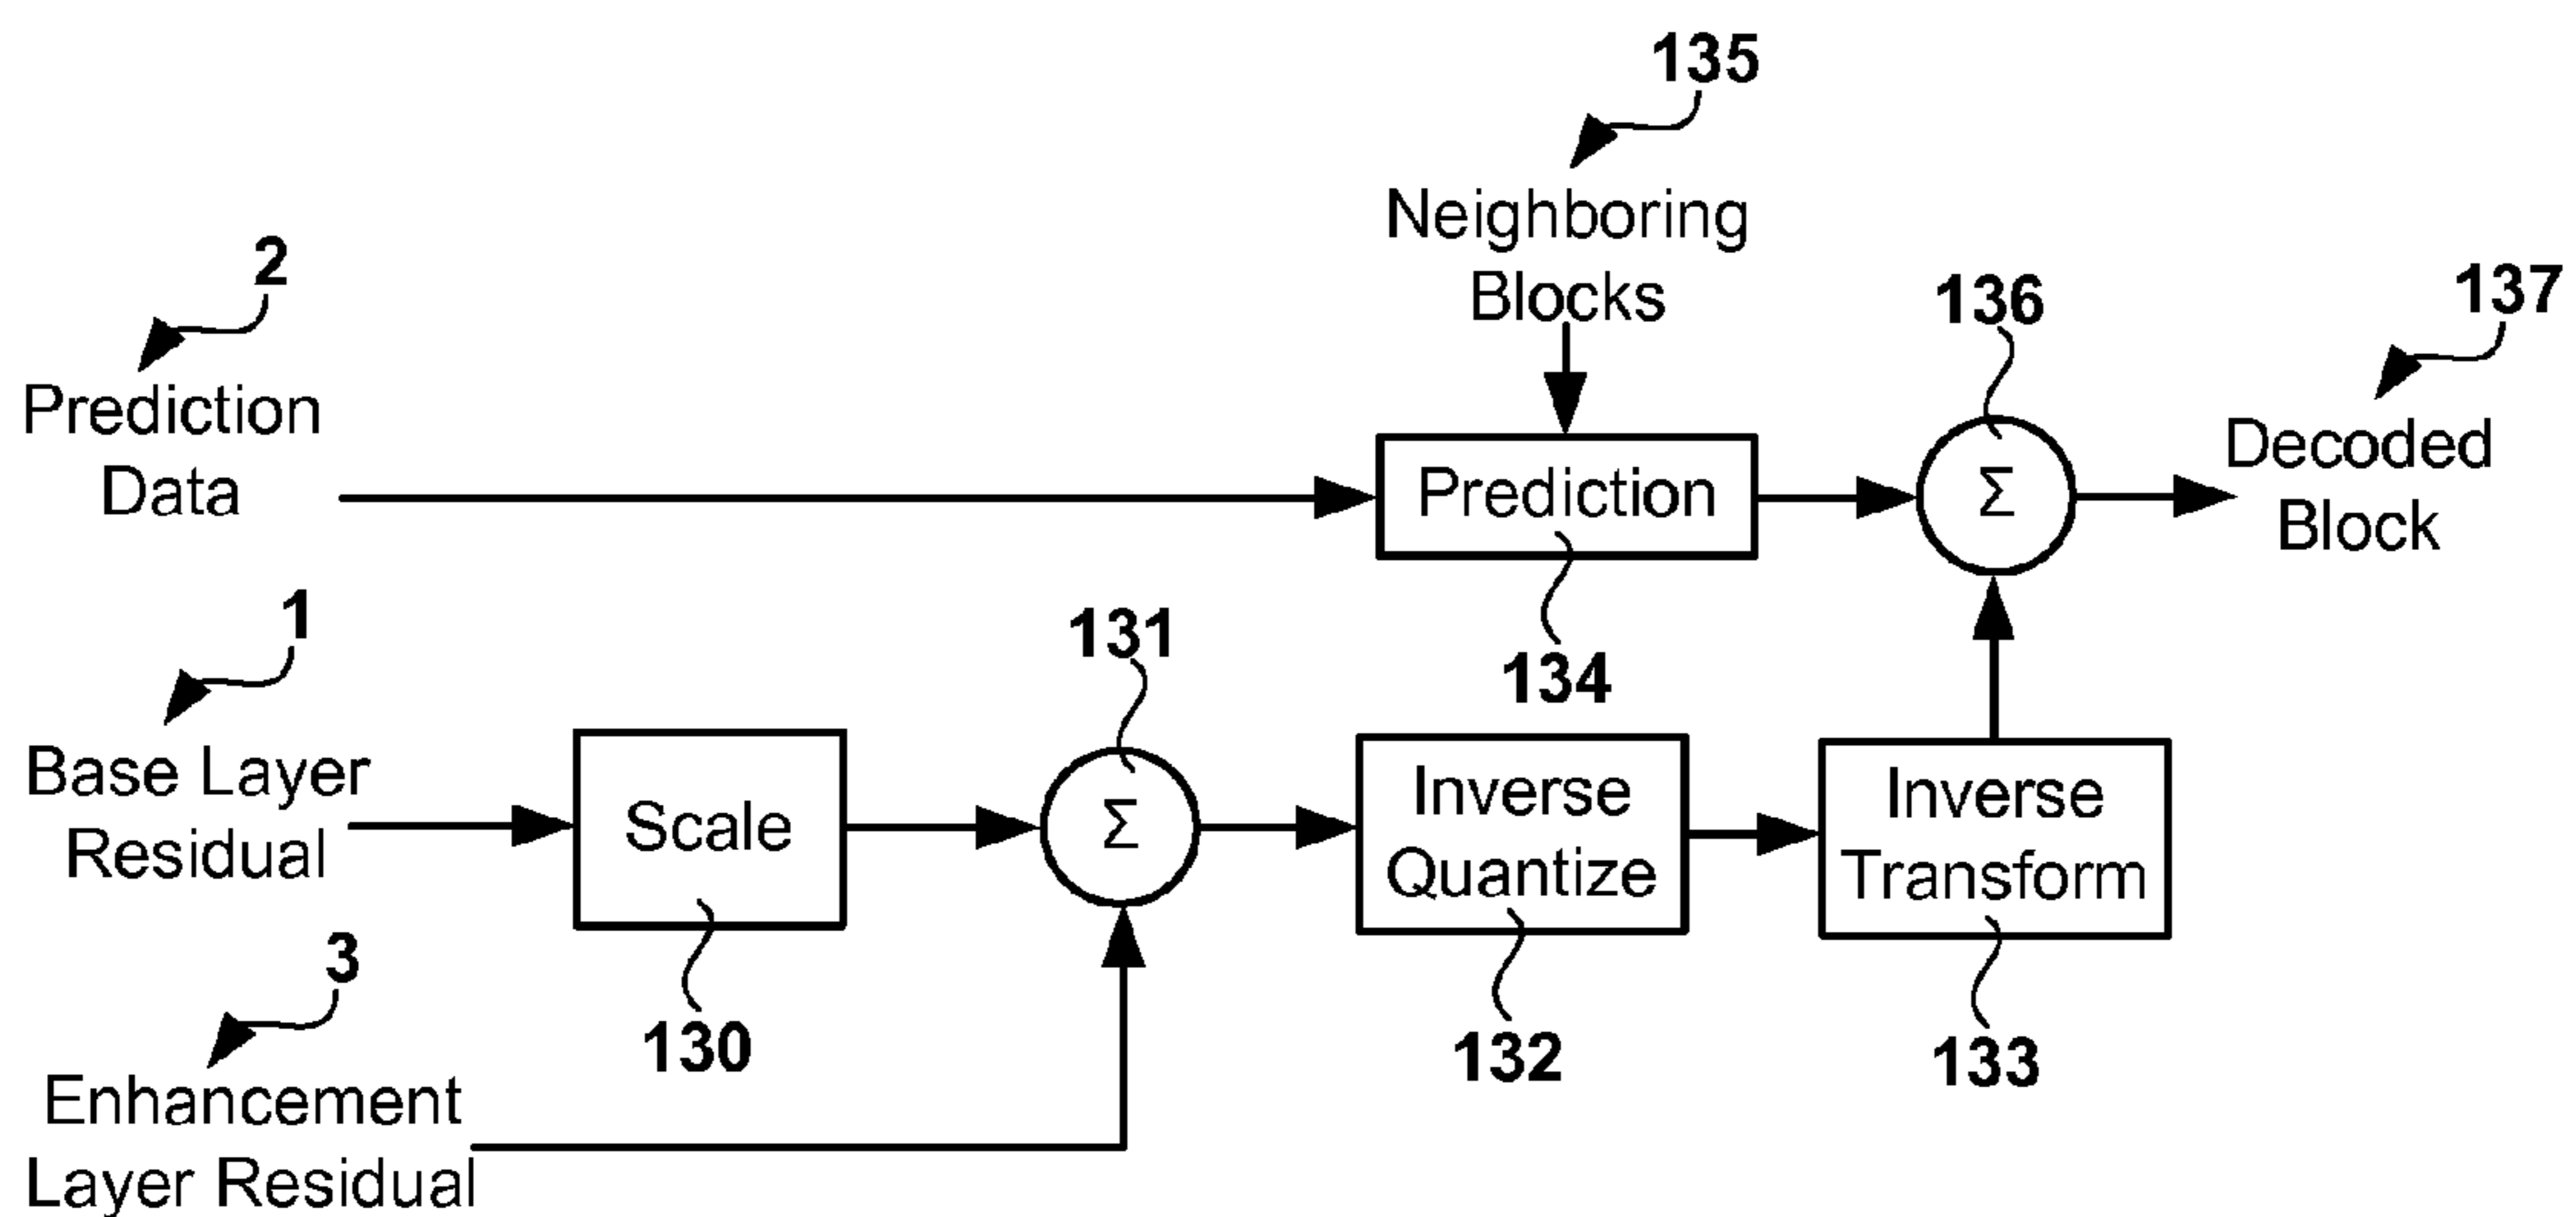 135
Neighboring
Blocks
2
Prediction
Data
136
137
Prediction
Σ
Decoded
Block
134
1
Base Layer
Residual
131
Scale
Σ
Inverse
Quantize
Inverse
Transform
3
130
132
133
Enhancement
Layer Residual